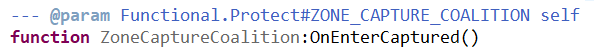 --- @param Functional.Protect#ZONE_CAPTURE_COALITION self
function ZoneCaptureCoalition:OnEnterCaptured()